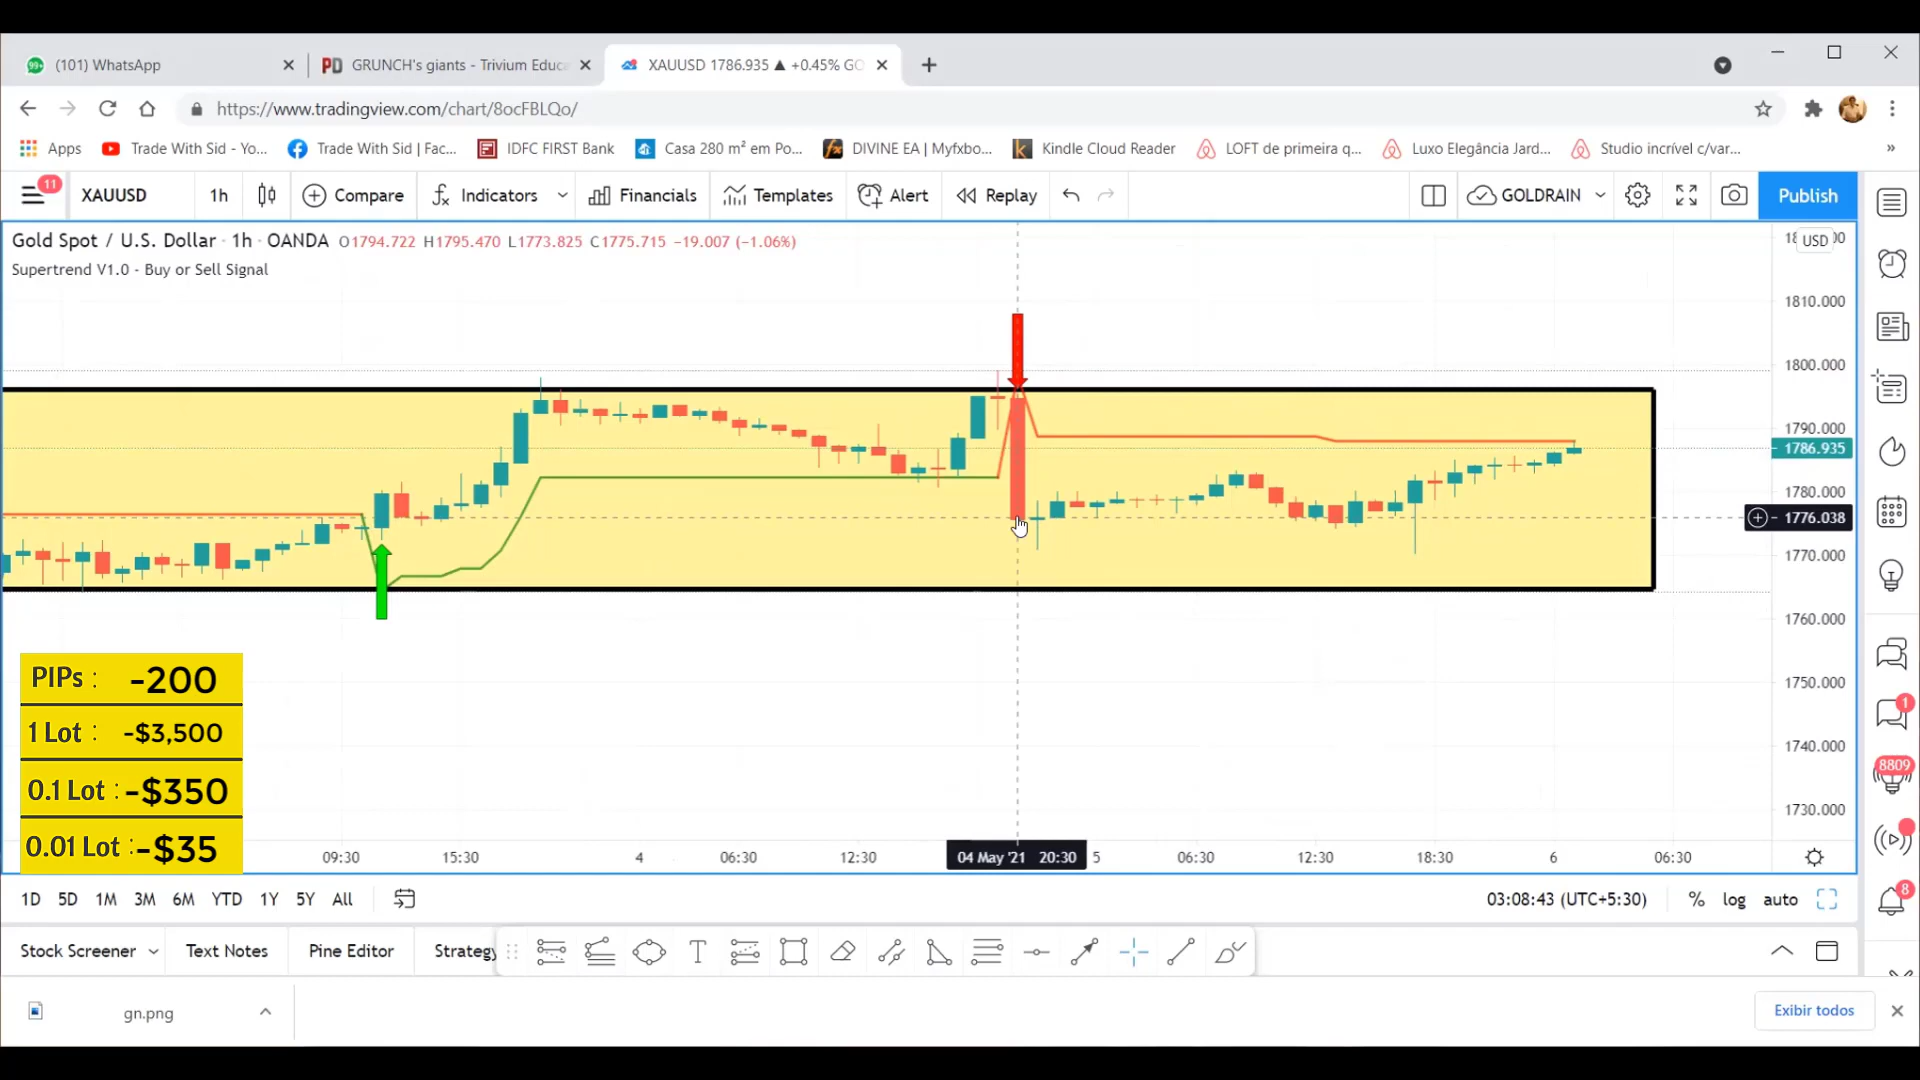 (101) WhatsApp
GRUNCH's giants - Trivium Educ
XAUUSD 1786.935 ▲ +0.45% GO
https://www.tradingview.com/chart/8ocFBLQo/
Apps
Trade With Sid - Yo...
Trade With Sid | Fac...
IDFC FIRST Bank
Casa 280 m² em Po...
DIVINE EA | Myfxbo...
Kindle Cloud Reader
LOFT de primeira q...
Luxo Elegância Jard...
Studio incrível c/var...
»
11
XAUUSD
1h
Compare
Indicators
Financials
Templates
Alert
Replay
GOLDRAIN
Publish
Gold Spot / U.S. Dollar · 1h · OANDA O1794.722 H1795.470 L1773.825 C1775.715 −19.007 (−1.06%)
Supertrend V1.0 - Buy or Sell Signal
USD
1810.000
1800.000
1790.000
1786.935
1780.000
1776.038
1770.000
1760.000
1750.000
1740.000
1730.000
PIPs : -200
1 Lot : -$3,500
0.1 Lot : -$350
0.01 Lot : -$35
09:30
15:30
4
06:30
12:30
04 May '21 20:30
5
06:30
12:30
18:30
6
06:30
1D
5D
1M
3M
6M
YTD
1Y
5Y
All
03:08:43 (UTC+5:30)
%
log
auto
1
8809
8
Stock Screener
Text Notes
Pine Editor
Strategy
gn.png
Exibir todos